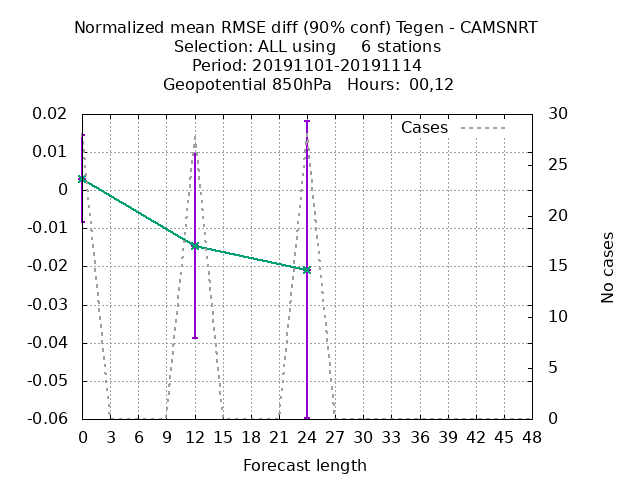 Normalized mean RMSE diff (90% conf) Tegen - CAMSNRT
Selection: ALL using 6 stations
Period: 20191101-20191114
Geopotential 850hPa Hours: 00,12
Cases
0.02
0.01
0
-0.01
-0.02
-0.03
-0.04
-0.05
-0.06
30
25
20
15
10
5
0
No cases
0 3 6 9 12 15 18 21 24 27 30 33 36 39 42 45 48
Forecast length